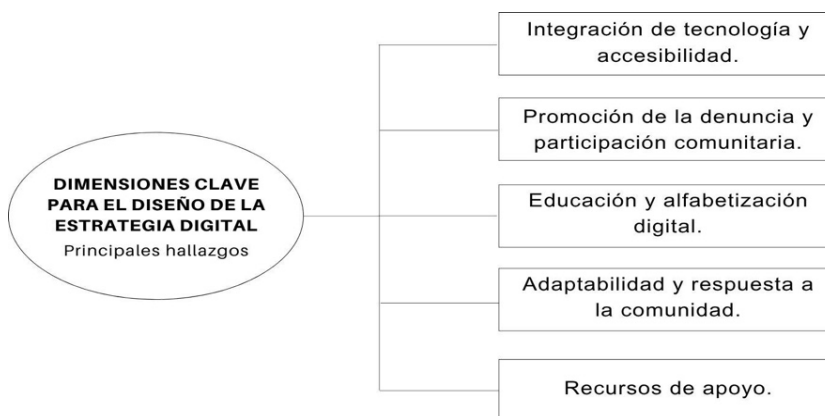 Integración de tecnología y
accesibilidad.
Promoción de la denuncia y
participación comunitaria.
DIMENSIONES CLAVE
PARA EL DISEÑO DE LA
ESTRATEGIA DIGITAL
Principales hallazgos
Educación y alfabetización
digital.
Adaptabilidad y respuesta a
la comunidad.
Recursos de apoyo.